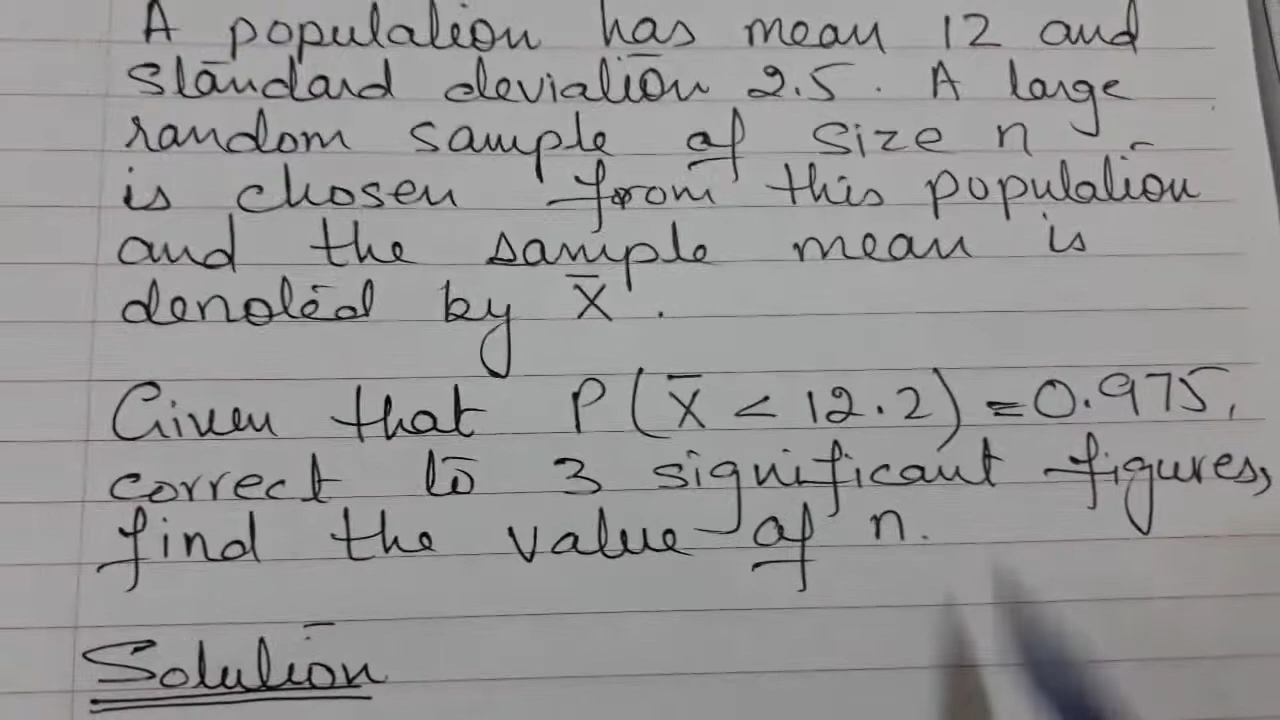 A population has mean 12 and
standard deviation 2.5. A large
random sample of size n
is chosen from this population
and the sample mean is
denoted by X̄.
Given that P(X̄ < 12.2) = 0.975,
correct to 3 significant figures,
find the value of n.
Solution